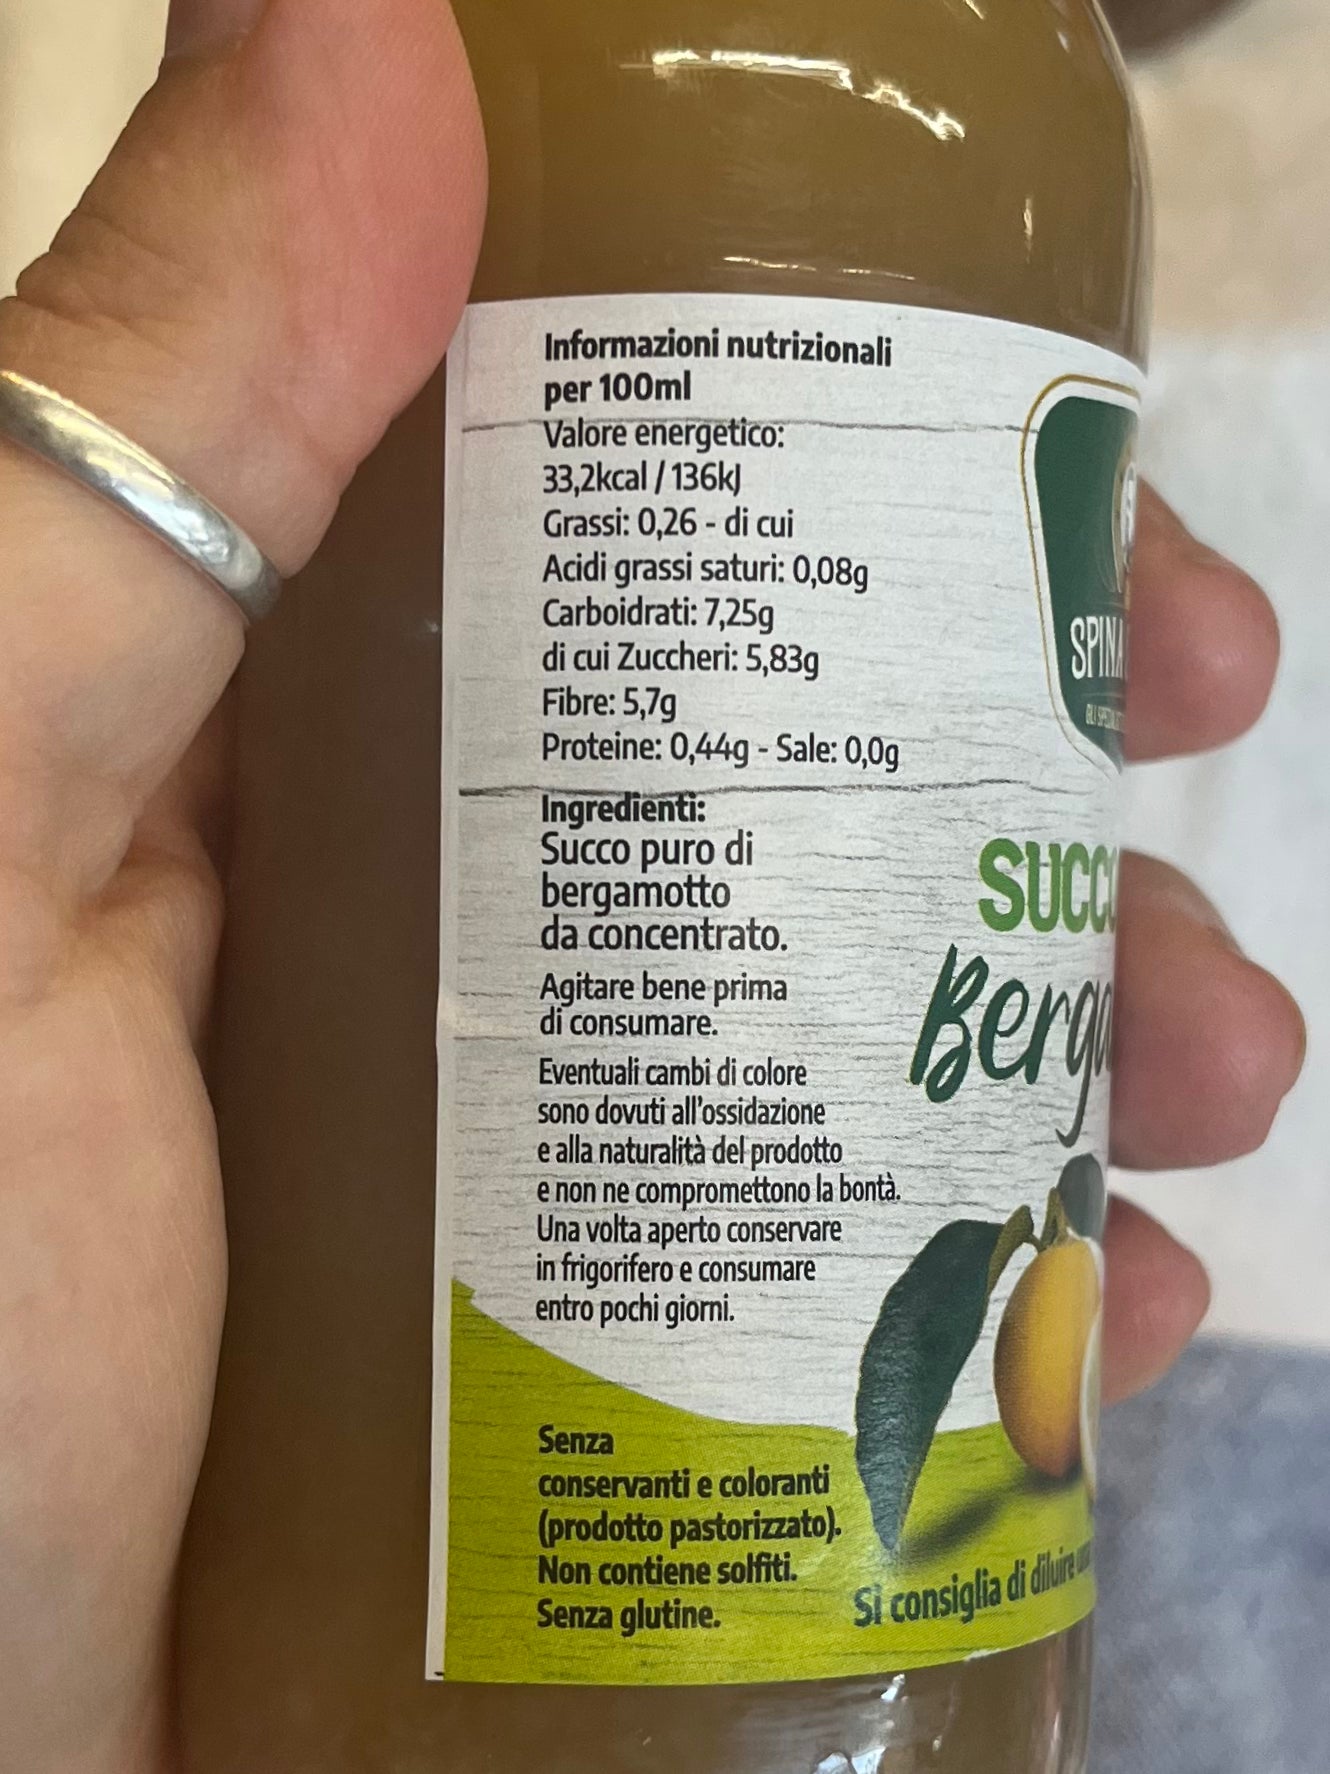 Informazioni nutrizionali
per 100ml
Valore energetico:
33,2kcal / 136kJ
Grassi: 0,26 - di cui
Acidi grassi saturi: 0,08g
Carboidrati: 7,25g
di cui Zuccheri: 5,83g
Fibre: 5,7g
Proteine: 0,44g - Sale: 0,0g
Ingredienti:
Succo puro di
bergamotto
da concentrato.
Agitare bene prima
di consumare.
Eventuali cambi di colore
sono dovuti all'ossidazione
e alla naturalità del prodotto
e non ne compromettono la bontà.
Una volta aperto conservare
in frigorifero e consumare
entro pochi giorni.
Senza
conservanti e coloranti
(prodotto pastorizzato).
Non contiene solfiti.
Senza glutine.
SPINA
SUCC
Berga
Si consiglia di diluire